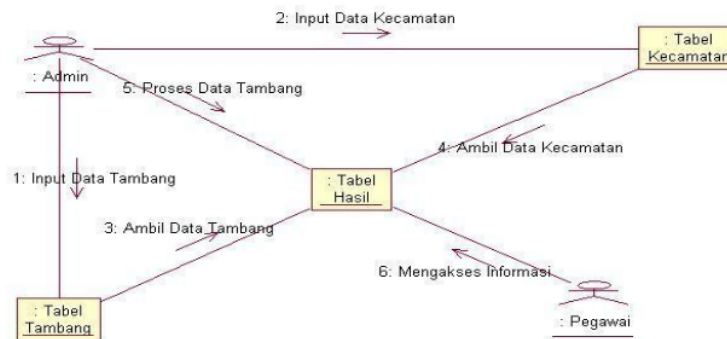 2: Input Data Kecamatan
: Tabel
Kecamatan
: Admin
5: Proses Data Tambang
4: Ambil Data Kecamatan
1: Input Data Tambang
: Tabel
Hasil
3: Ambil Data Tambang
6: Mengakses Informasi
: Tabel
Tambang
: Pegawai